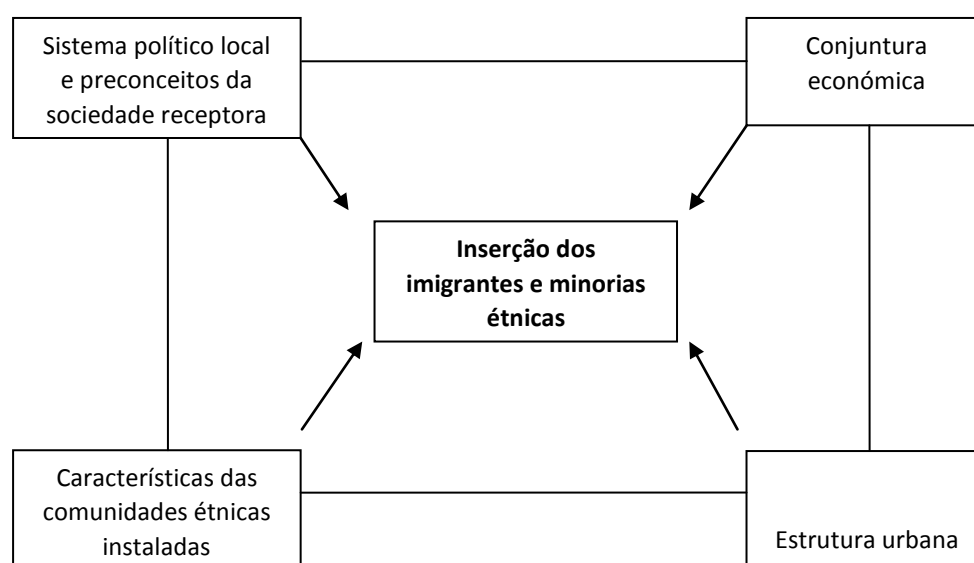 Sistema político local
e preconceitos da
sociedade receptora
Conjuntura
económica
Inserção dos
imigrantes e minorias
étnicas
Características das
comunidades étnicas
instaladas
Estrutura urbana